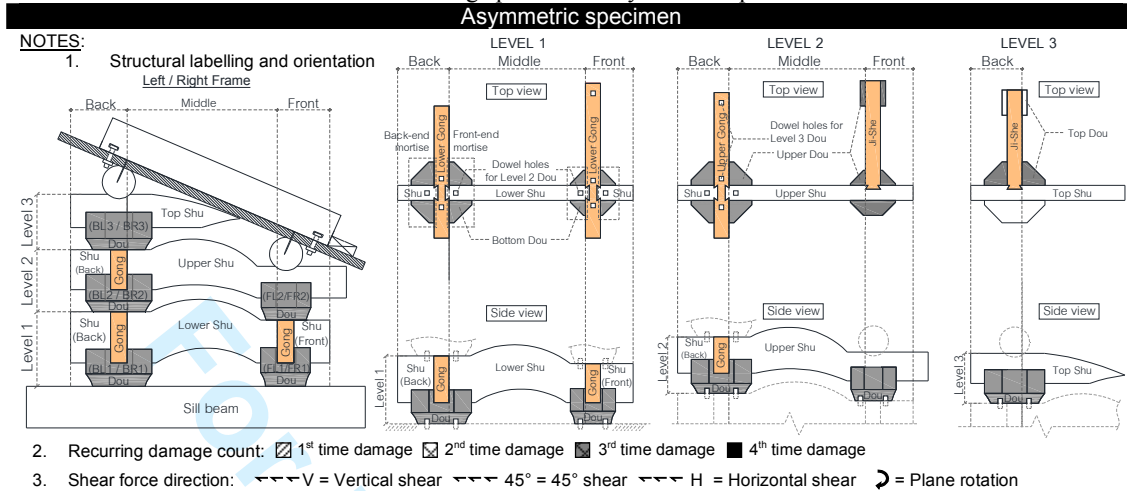 Asymmetric specimen
NOTES:
1. Structural labelling and orientation
Left / Right Frame
Back Middle Front
Level 3
Level 2
Level 1
Top Shu
(BL3 / BR3)
Dou
Shu (Back)
Gong
Upper Shu
(BL2 / BR2)
Dou
(FL2/FR2)
Dou
Shu (Back)
Gong
Lower Shu
Gong
Shu (Front)
(BL1 / BR1)
Dou
(FL1/FR1)
Dou
Sill beam
LEVEL 1
Back Middle Front
Top view
Lower Gong
Lower Gong
Back-end mortise
Front-end mortise
Dowel holes for Level 2 Dou
Shu
Lower Shu
Shu
Bottom Dou
Side view
Level 1
Shu (Back)
Gong
Lower Shu
Gong
Shu (Front)
Dou
Dou
LEVEL 2
Back Middle Front
Top view
Upper Gong
Ji-She
Dowel holes for Level 3 Dou
Upper Dou
Shu
Upper Shu
Side view
Level 2
Shu (Back)
Gong
Upper Shu
Dou
Dou
LEVEL 3
Back
Top view
Ji-She
Top Dou
Top Shu
Side view
Level 3
Top Shu
Dou
2. Recurring damage count: 1st time damage 2nd time damage 3rd time damage 4th time damage
3. Shear force direction: V = Vertical shear 45° = 45° shear H = Horizontal shear = Plane rotation